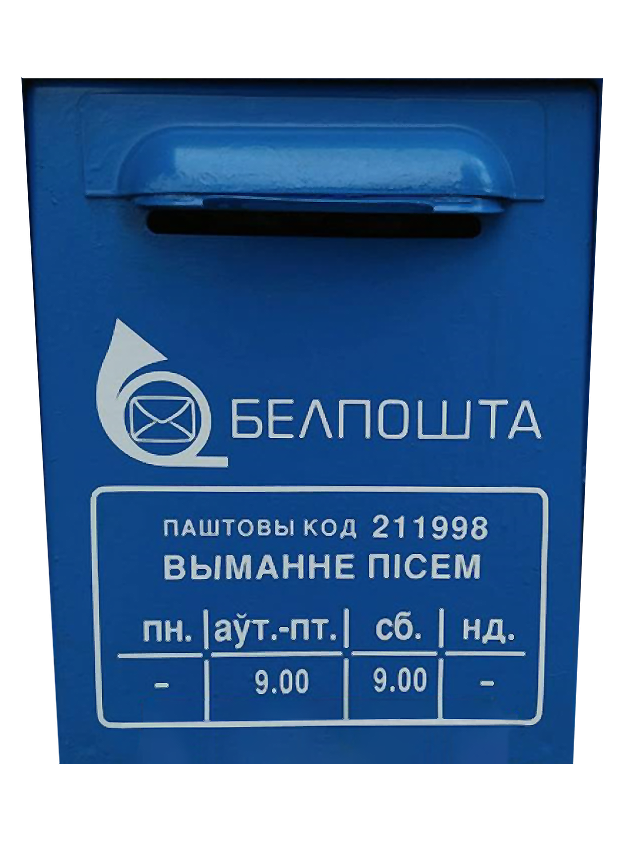 БЕЛПОШТА
ПАШТОВЫ КОД 211998
ВЫМАННЕ ПІСЕМ
пн. | аўт.-пт. | сб. | нд.
- 9.00 9.00 -